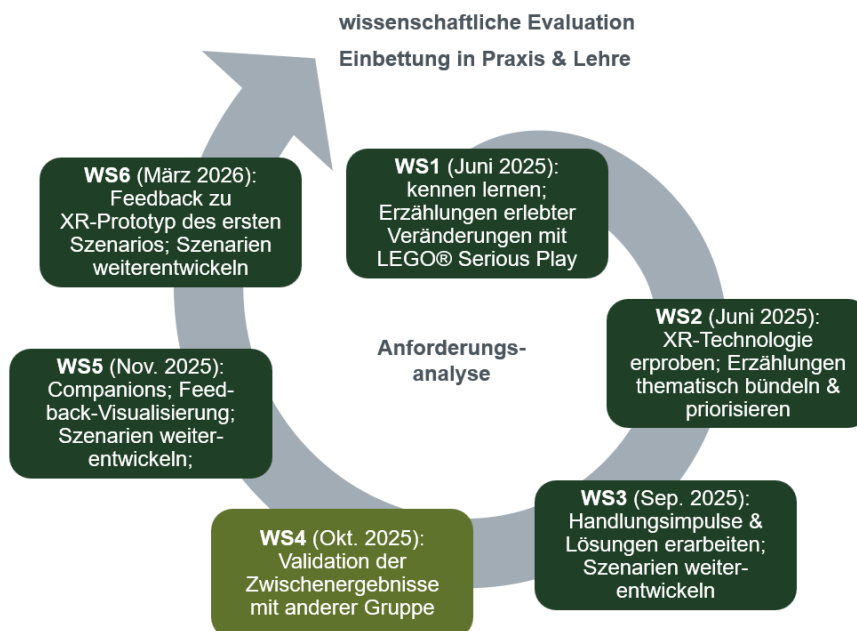 wissenschaftliche Evaluation
Einbettung in Praxis & Lehre
WS1 (Juni 2025):
kennen lernen;
Erzählungen erlebter
Veränderungen mit
LEGO® Serious Play
WS2 (Juni 2025):
XR-Technologie
erproben; Erzählungen
thematisch bündeln &
priorisieren
WS3 (Sep. 2025):
Handlungsimpulse &
Lösungen erarbeiten;
Szenarien weiter-
entwickeln
WS4 (Okt. 2025):
Validation der
Zwischenergebnisse
mit anderer Gruppe
WS5 (Nov. 2025):
Companions; Feed-
back-Visualisierung;
Szenarien weiter-
entwickeln;
WS6 (März 2026):
Feedback zu
XR-Prototyp des ersten
Szenarios; Szenarien
weiterentwickeln
Anforderungs-
analyse